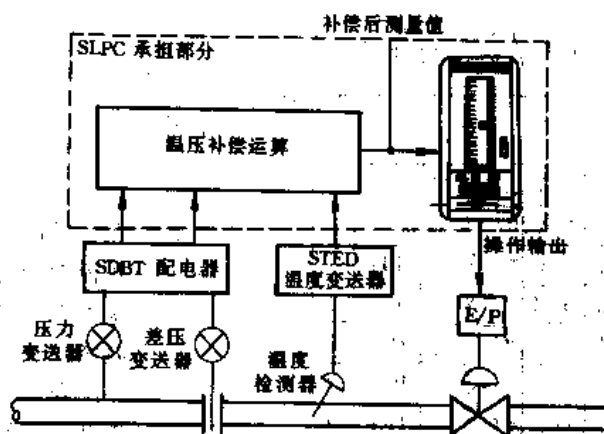 补偿后测量值
SLPC 承担部分
温压补偿运算
操作输出
SDBT 配电器
STED
温度变送器
E/P
压力
变送器
差压
变送器
温度
检测器